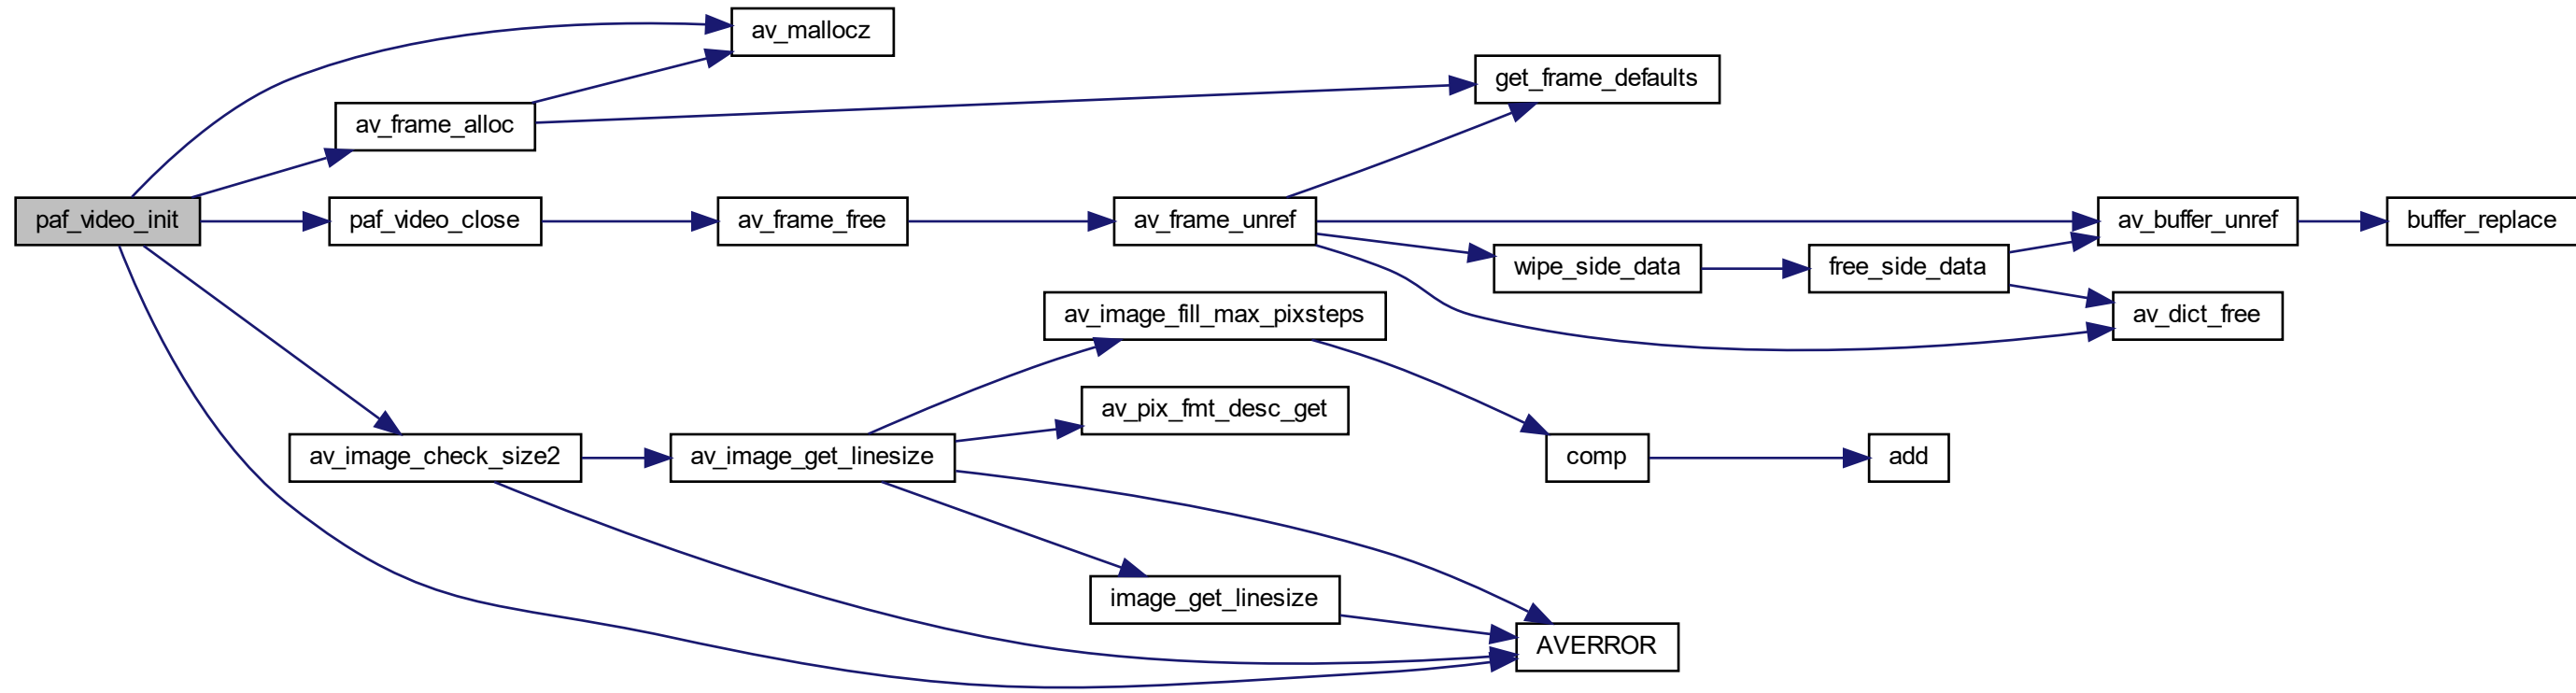 av_mallocz
get_frame_defaults
av_frame_alloc
paf_video_init
paf_video_close
av_frame_free
av_frame_unref
av_buffer_unref
buffer_replace
wipe_side_data
free_side_data
av_image_fill_max_pixsteps
av_dict_free
av_pix_fmt_desc_get
av_image_check_size2
av_image_get_linesize
comp
add
image_get_linesize
AVERROR